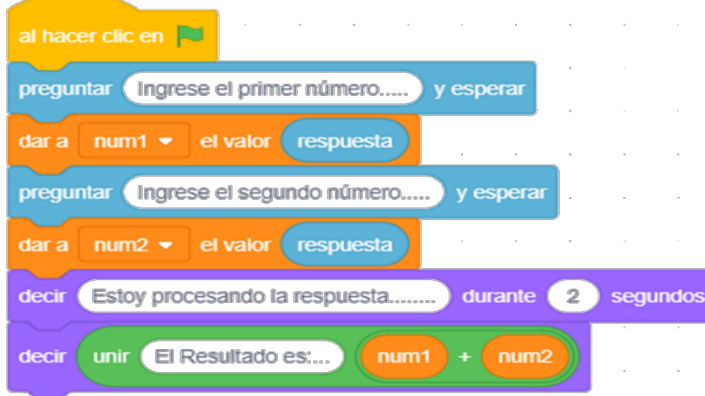 al hacer clic en
preguntar Ingrese el primer número..... y esperar
dar a num1 el valor respuesta
preguntar Ingrese el segundo número..... y esperar
dar a num2 el valor respuesta
decir Estoy procesando la respuesta........ durante 2 segundos
decir unir El Resultado es:... num1 + num2